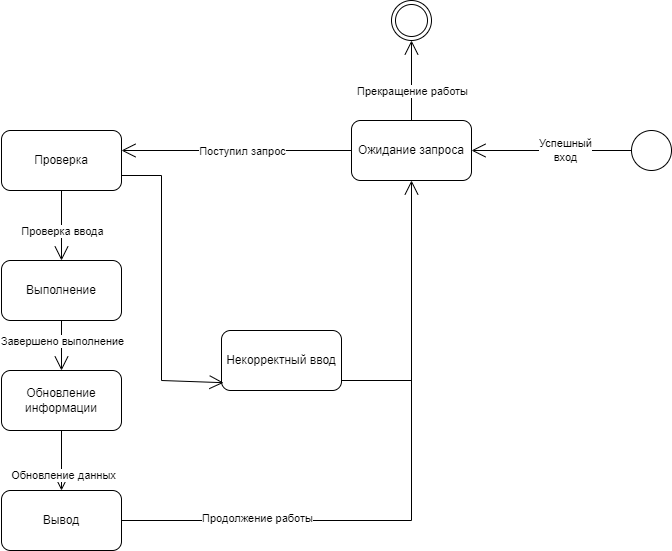 Прекращение работы
Успешный
вход
Ожидание запроса
Поступил запрос
Проверка
Проверка ввода
Выполнение
Завершено выполнение
Некорректный ввод
Обновление
информации
Обновление данных
Вывод
Продолжение работы